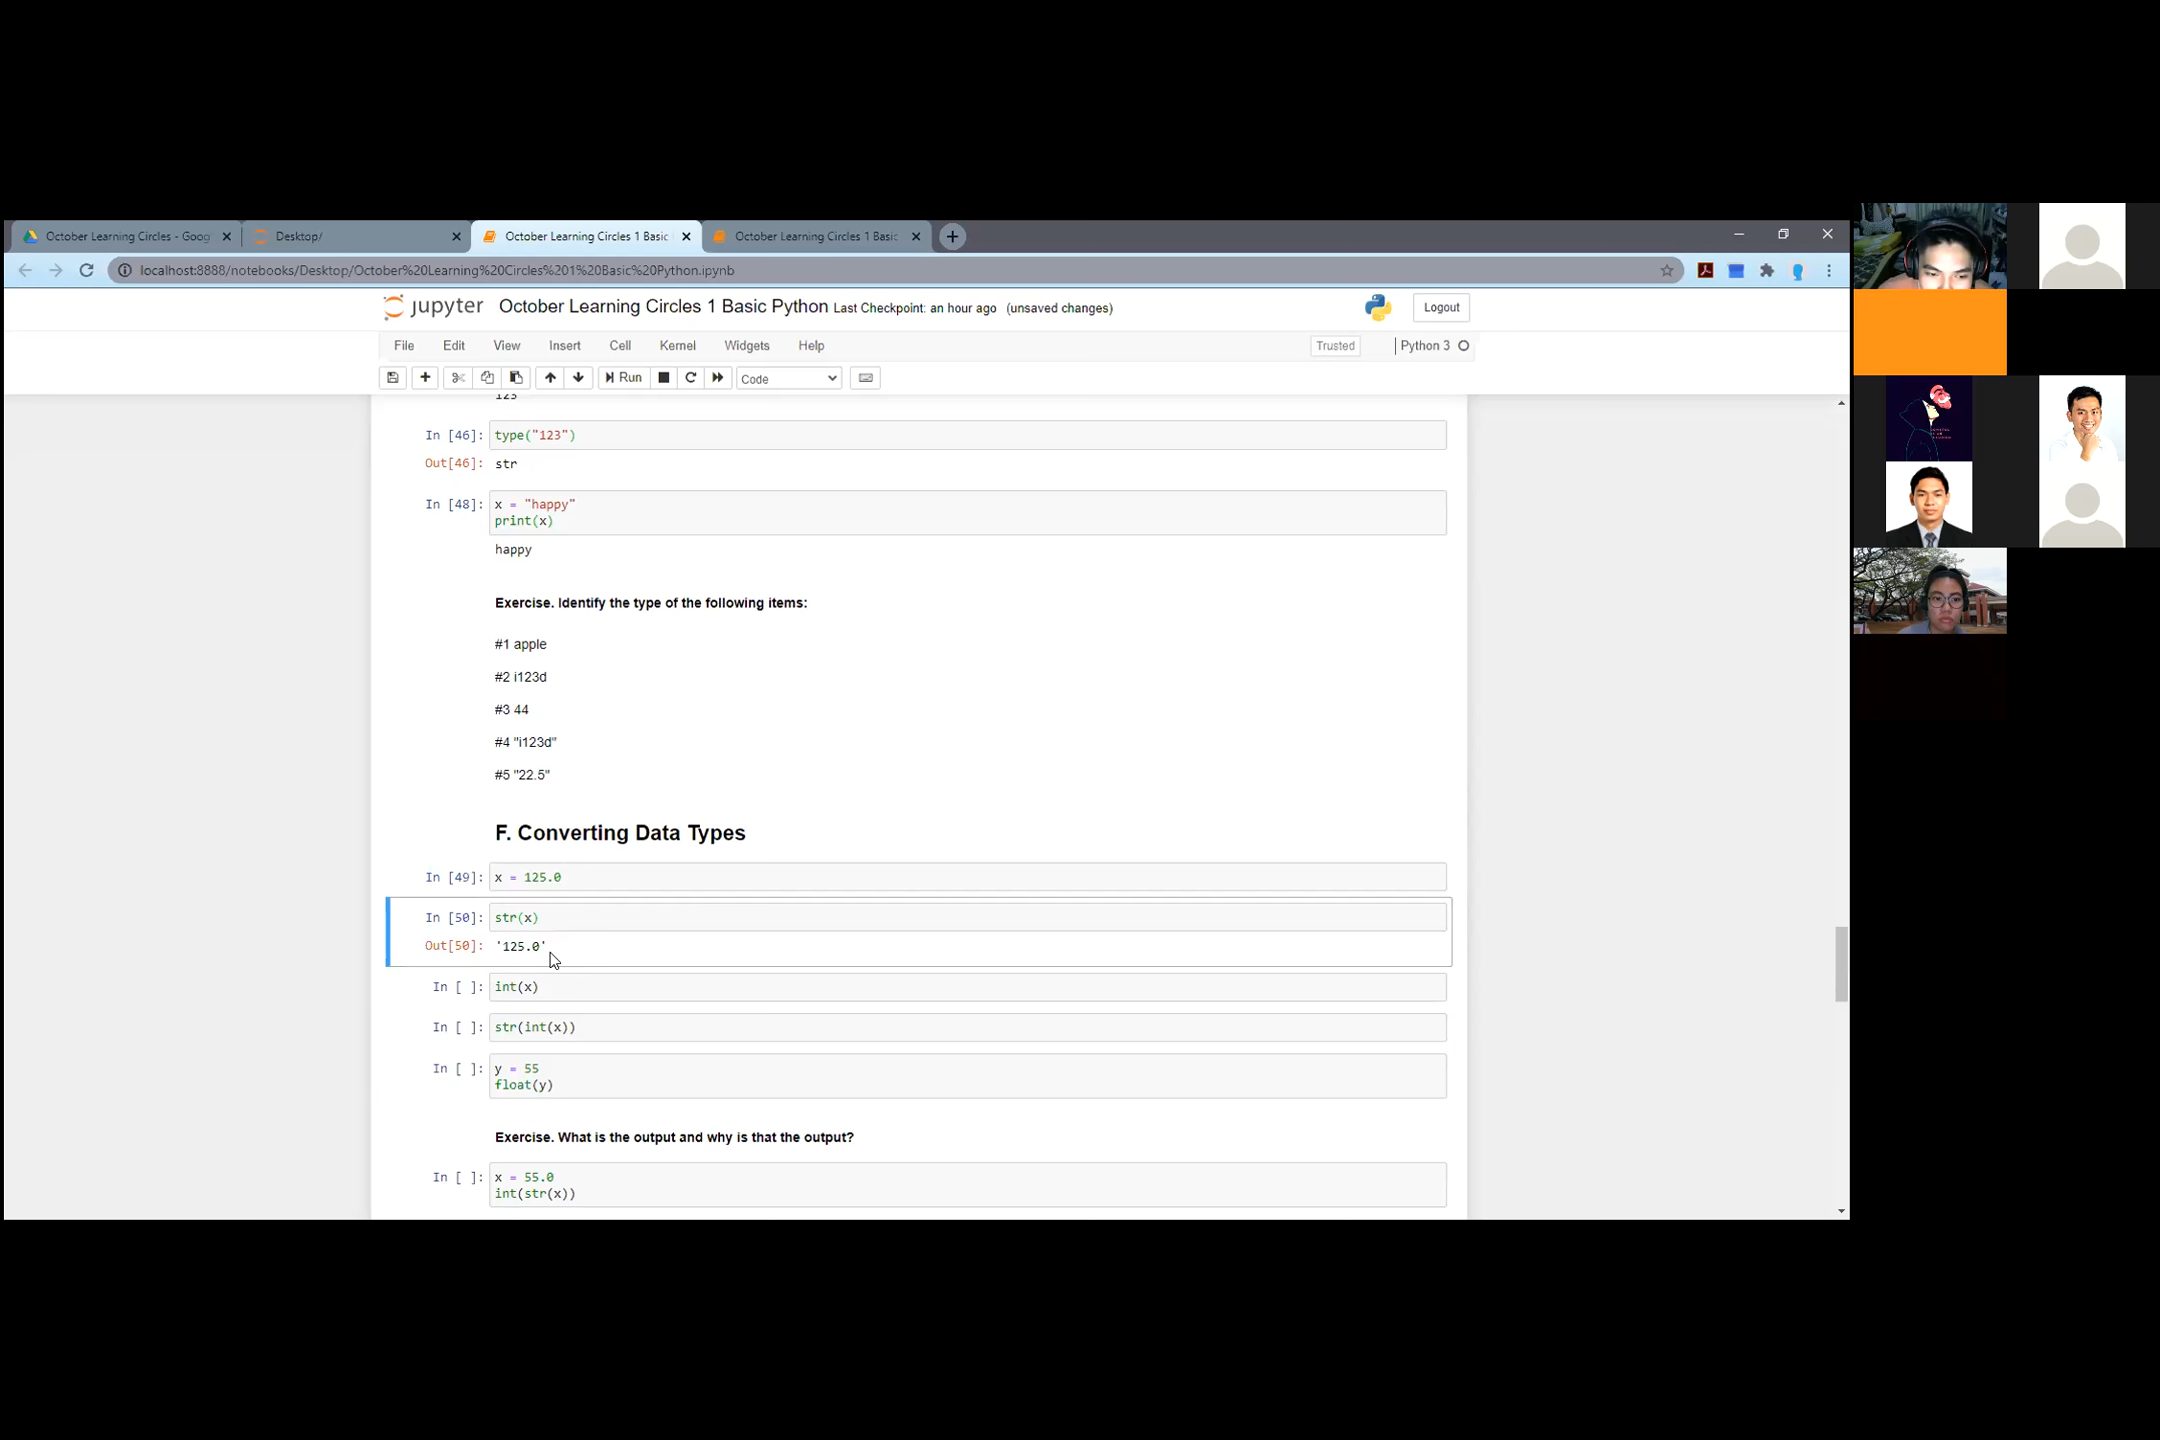 October Learning Circles - Goog
Desktop/
October Learning Circles 1 Basic
October Learning Circles 1 Basic
localhost:8888/notebooks/Desktop/October%20Learning%20Circles%201%20Basic%20Python.ipynb
jupyter October Learning Circles 1 Basic Python Last Checkpoint: an hour ago (unsaved changes)
Logout
File Edit View Insert Cell Kernel Widgets Help
Trusted
Python 3
Run
Code
123
In [46]: type("123")
Out[46]: str
In [48]: x = "happy"
print(x)
happy
Exercise. Identify the type of the following items:
#1 apple
#2 i123d
#3 44
#4 "i123d"
#5 "22.5"
F. Converting Data Types
In [49]: x = 125.0
In [50]: str(x)
Out[50]: '125.0'
In [ ]: int(x)
In [ ]: str(int(x))
In [ ]: y = 55
float(y)
Exercise. What is the output and why is that the output?
In [ ]: x = 55.0
int(str(x))